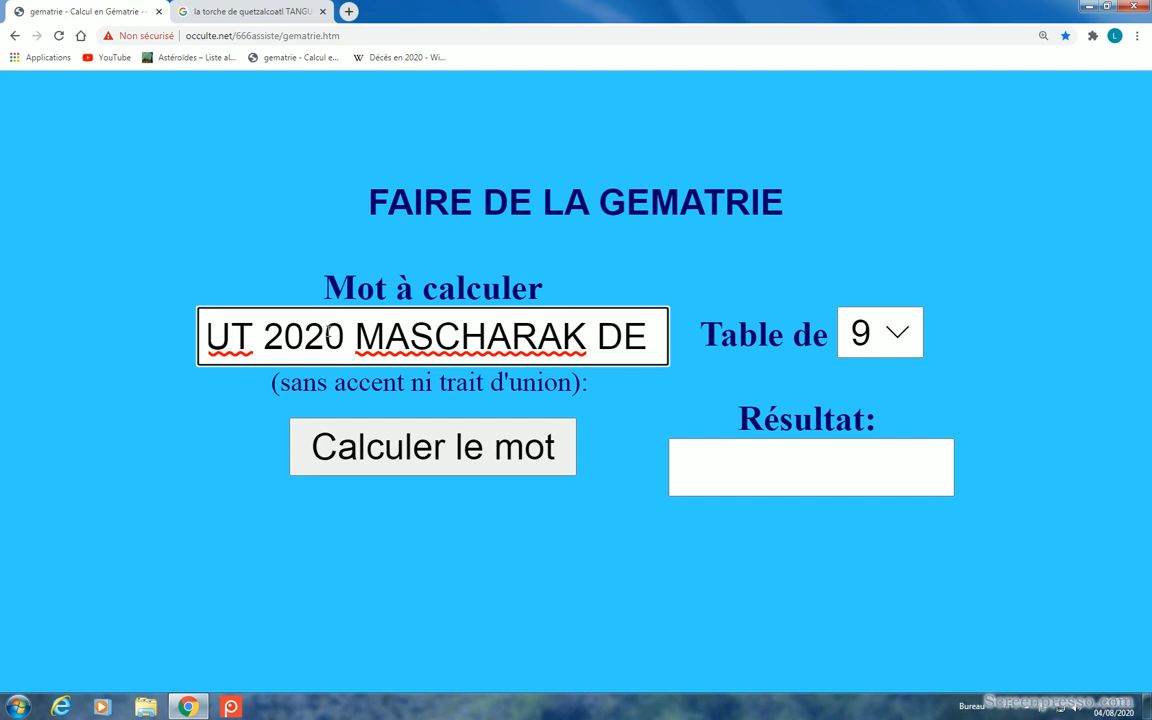 gematrie - Calcul en Gématrie -
la torche de quetzalcoatl TANGU
Non sécurisé
occulte.net/666assiste/gematrie.htm
L
Applications
YouTube
Astéroïdes – Liste al...
gematrie - Calcul e...
W Décès en 2020 - Wi...
FAIRE DE LA GEMATRIE
Mot à calculer
UT 2020 MASCHARAK DE
Table de 9
(sans accent ni trait d'union):
Résultat:
Calculer le mot
Bureau
Screenpresso.com
04/08/2020